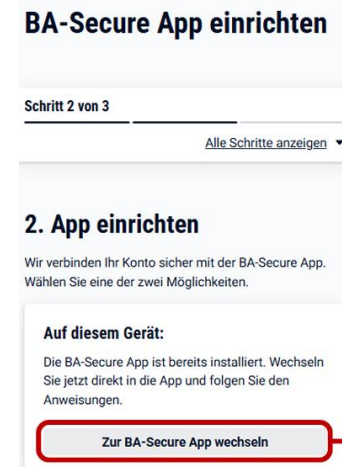 BA-Secure App einrichten
Schritt 2 von 3
Alle Schritte anzeigen
2. App einrichten
Wir verbinden Ihr Konto sicher mit der BA-Secure App.
Wählen Sie eine der zwei Möglichkeiten.
Auf diesem Gerät:
Die BA-Secure App ist bereits installiert. Wechseln
Sie jetzt direkt in die App und folgen Sie den
Anweisungen.
Zur BA-Secure App wechseln